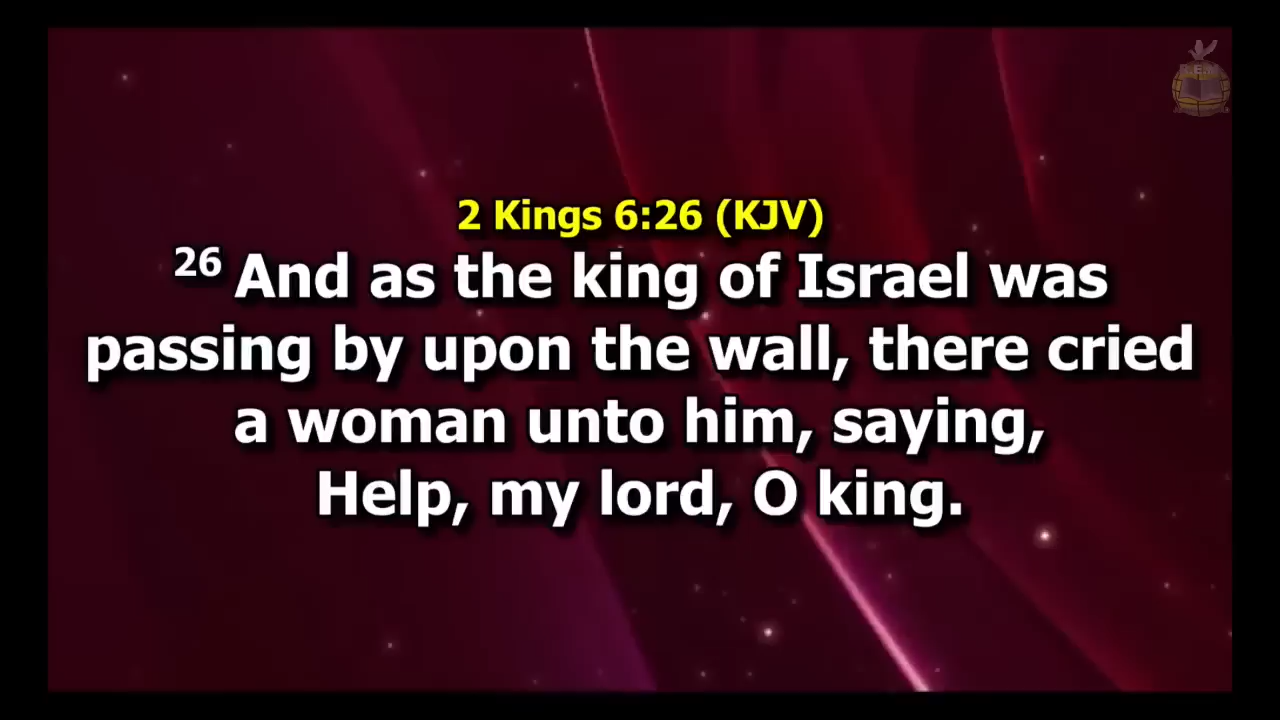 2 Kings 6:26 (KJV)
26 And as the king of Israel was
passing by upon the wall, there cried
a woman unto him, saying,
Help, my lord, O king.